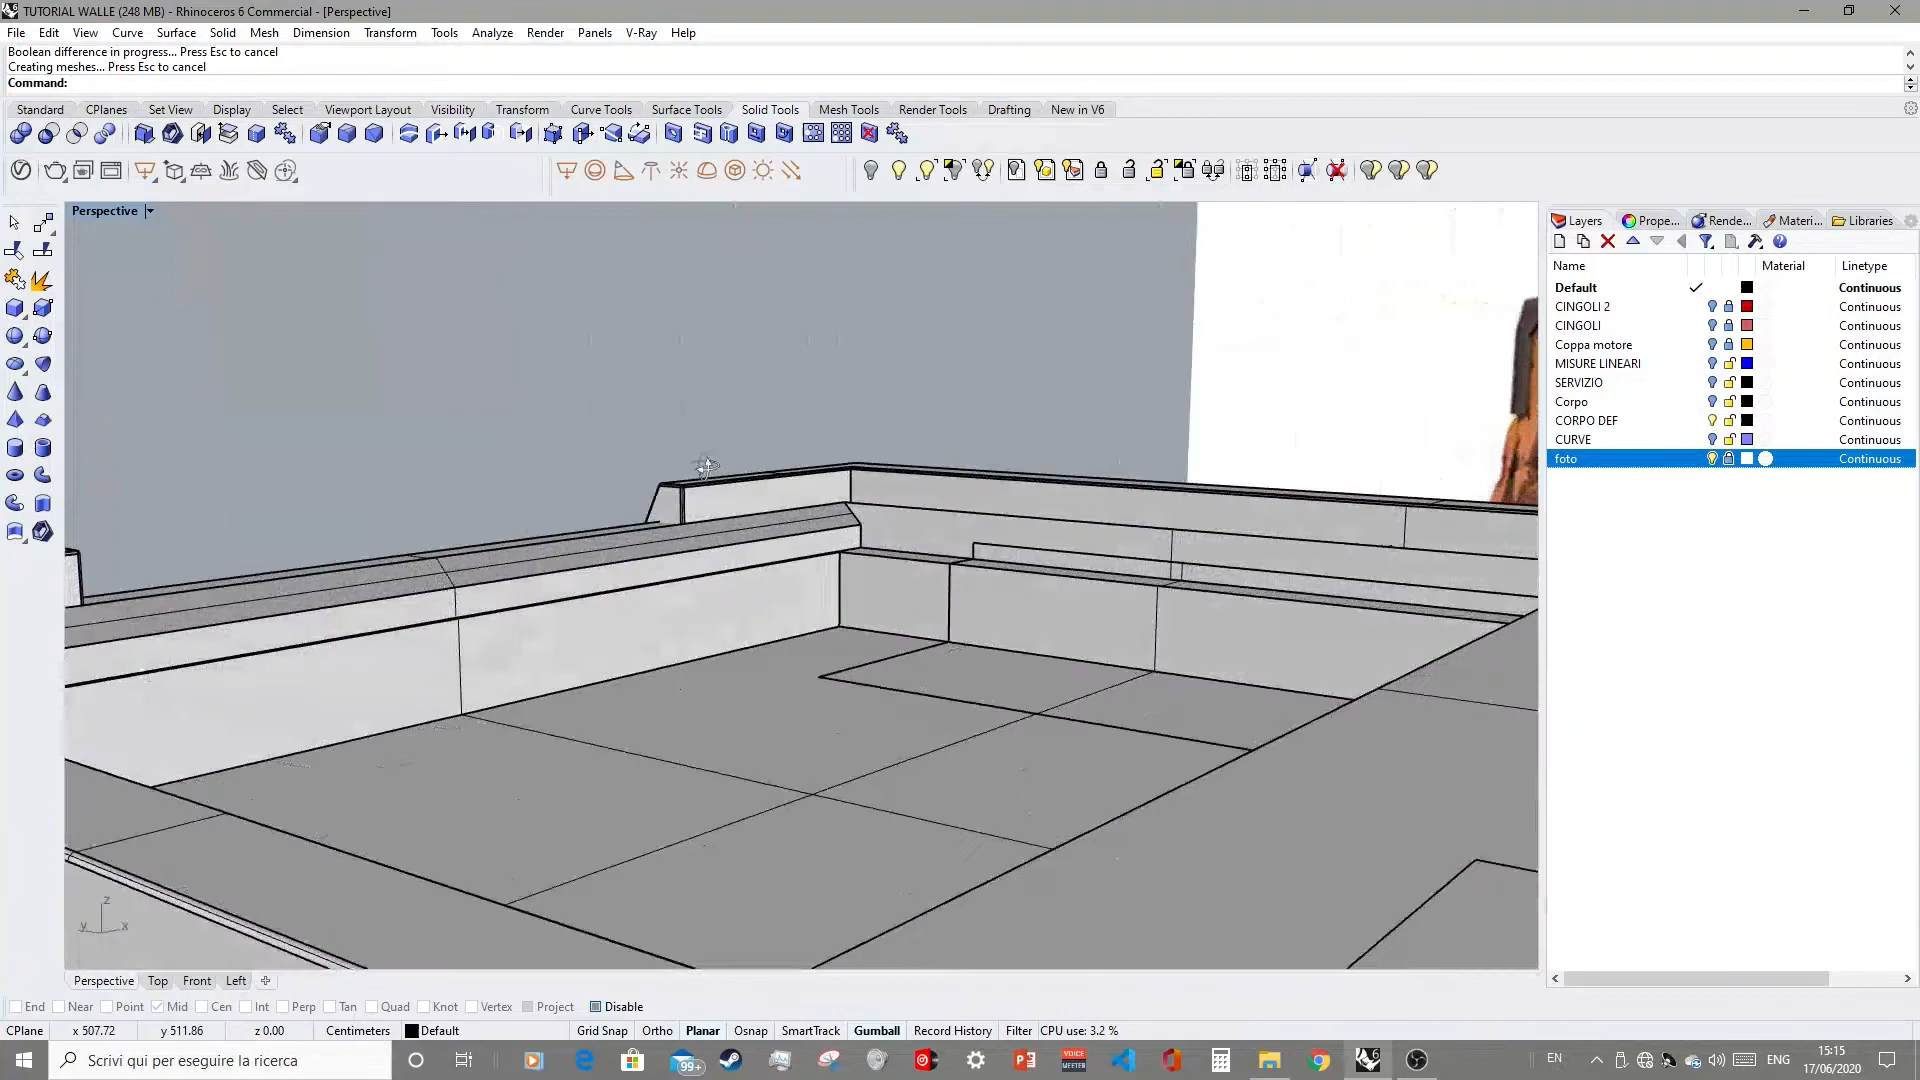 TUTORIAL WALLE (248 MB) - Rhinoceros 6 Commercial - [Perspective]
File Edit View Curve Surface Solid Mesh Dimension Transform Tools Analyze Render Panels V-Ray Help
Boolean difference in progress... Press Esc to cancel
Creating meshes... Press Esc to cancel
Command:
Standard CPlanes Set View Display Select Viewport Layout Visibility Transform Curve Tools Surface Tools Solid Tools Mesh Tools Render Tools Drafting New in V6
Perspective
Layers Prope... Rende... Materi... Libraries
Name Material Linetype
Default Continuous
CINGOLI 2 Continuous
CINGOLI Continuous
Coppa motore Continuous
MISURE LINEARI Continuous
SERVIZIO Continuous
Corpo Continuous
CORPO DEF Continuous
CURVE Continuous
foto Continuous
z
y x
Perspective Top Front Left
End Near Point Mid Cen Int Perp Tan Quad Knot Vertex Project Disable
CPlane x 507.72 y 511.86 z 0.00 Centimeters Default Grid Snap Ortho Planar Osnap SmartTrack Gumball Record History Filter CPU use: 3.2 %
Scrivi qui per eseguire la ricerca
99+
VOICE MEETER
EN
ENG
15:15
17/06/2020